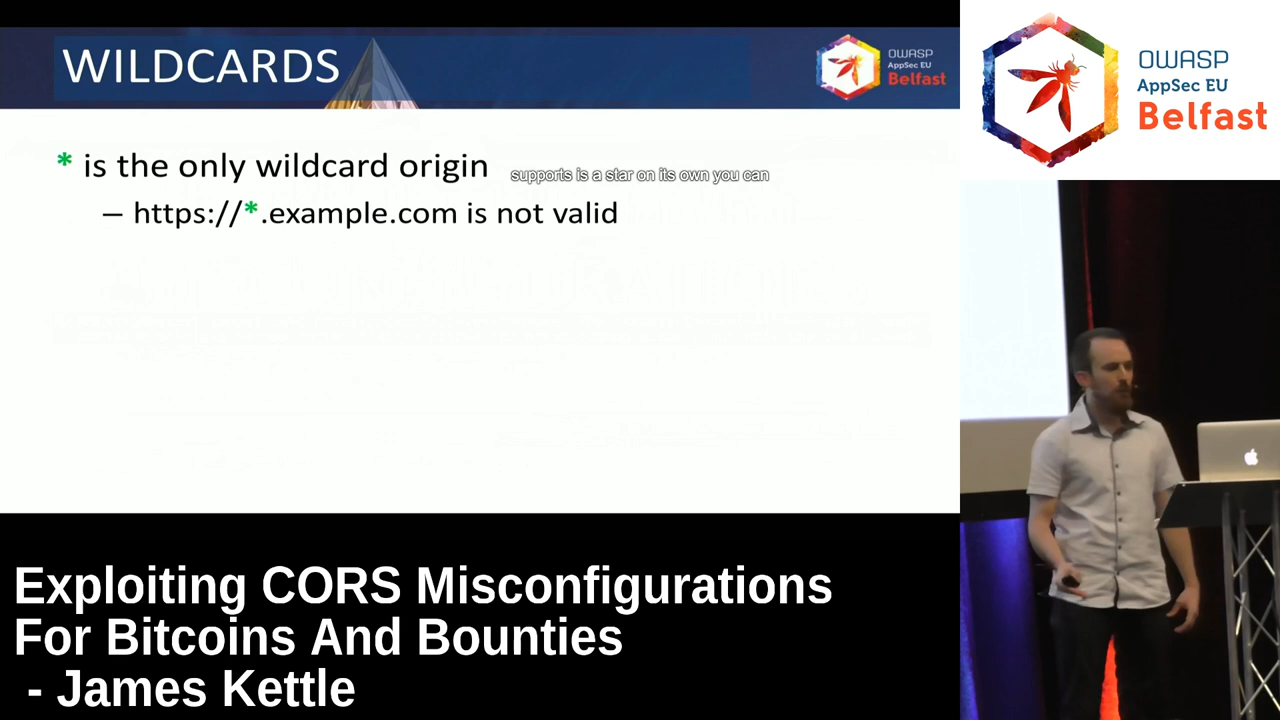 WILDCARDS
OWASP
AppSec EU
Belfast
* is the only wildcard origin
supports is a star on its own you can
– https://*.example.com is not valid
OWASP
AppSec EU
Belfast
Exploiting CORS Misconfigurations
For Bitcoins And Bounties
- James Kettle